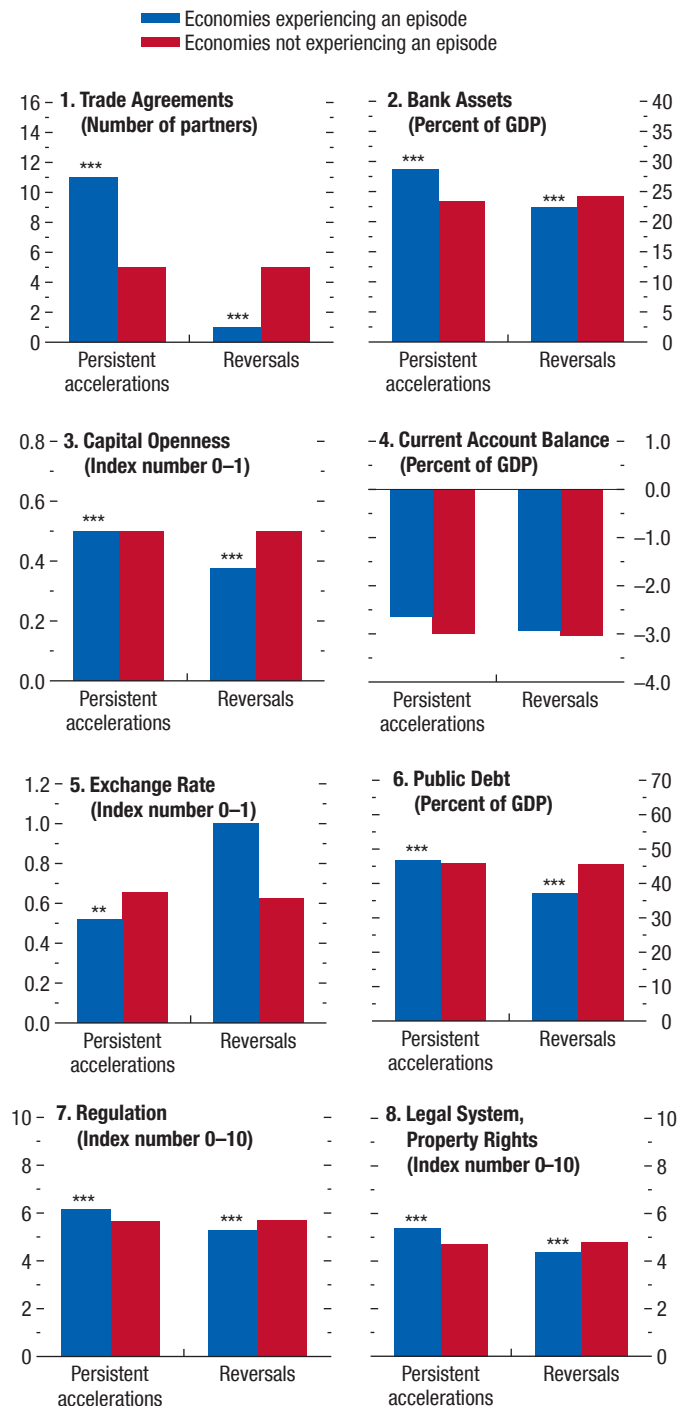 Economies experiencing an episode
Economies not experiencing an episode
1. Trade Agreements
(Number of partners)
16
14
12
10
8
6
4
2
0
***
***
Persistent
accelerations
Reversals
2. Bank Assets
(Percent of GDP)
40
35
30
25
20
15
10
5
0
***
***
Persistent
accelerations
Reversals
3. Capital Openness
(Index number 0–1)
0.8
0.6
0.4
0.2
0.0
***
***
Persistent
accelerations
Reversals
4. Current Account Balance
(Percent of GDP)
1.0
0.0
–1.0
–2.0
–3.0
–4.0
Persistent
accelerations
Reversals
5. Exchange Rate
(Index number 0–1)
1.2
1.0
0.8
0.6
0.4
0.2
0.0
**
Persistent
accelerations
Reversals
6. Public Debt
(Percent of GDP)
70
60
50
40
30
20
10
0
***
***
Persistent
accelerations
Reversals
7. Regulation
(Index number 0–10)
10
8
6
4
2
0
***
***
Persistent
accelerations
Reversals
8. Legal System,
Property Rights
(Index number 0–10)
10
8
6
4
2
0
***
***
Persistent
accelerations
Reversals